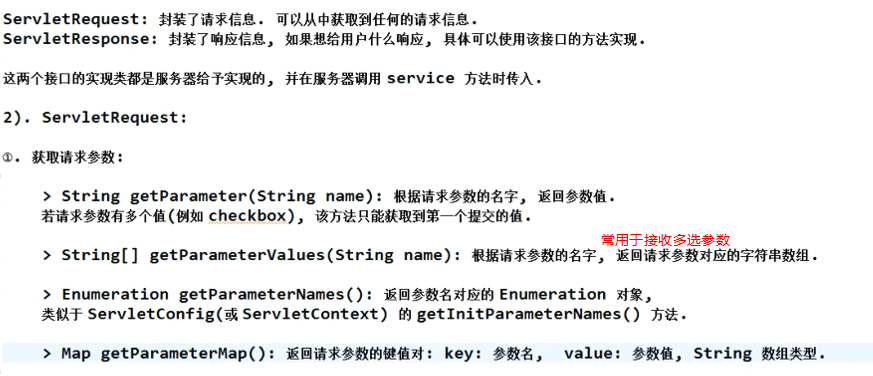 ServletRequest: 封装了请求信息. 可以从中获取到任何的请求信息.
ServletResponse: 封装了响应信息, 如果想给用户什么响应, 具体可以使用该接口的方法实现.
这两个接口的实现类都是服务器给予实现的, 并在服务器调用 service 方法时传入.
2). ServletRequest:
①. 获取请求参数:
> String getParameter(String name): 根据请求参数的名字, 返回参数值.
若请求参数有多个值(例如 checkbox), 该方法只能获取到第一个提交的值.
常用于接收多选参数
> String[] getParameterValues(String name): 根据请求参数的名字, 返回请求参数对应的字符串数组.
> Enumeration getParameterNames(): 返回参数名对应的 Enumeration 对象,
类似于 ServletConfig(或 ServletContext) 的 getInitParameterNames() 方法.
> Map getParameterMap(): 返回请求参数的键值对: key: 参数名, value: 参数值, String 数组类型.